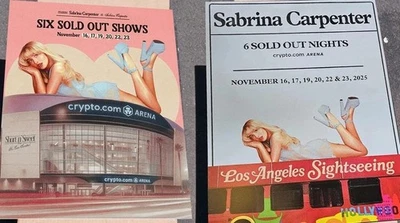 Sabrina Carpenter
SIX SOLD OUT SHOWS
November 16, 17, 19, 20, 22, 23
crypto.com ARENA
crypto.com ARENA
Short n' Sweet
Sabrina Carpenter
6 SOLD OUT NIGHTS
crypto.com ARENA
NOVEMBER 16, 17, 19, 20, 22 & 23, 2025
Los Angeles Sightseeing